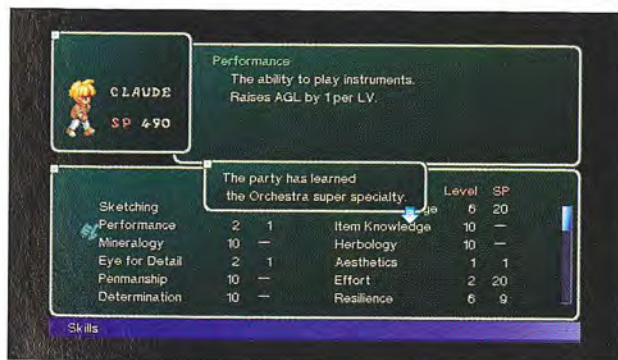 CLAUDE
SP 490
Performance
The ability to play instruments.
Raises AGL by 1 per LV.
The party has learned
the Orchestra super specialty.
Level SP
Sketching
ge 6 20
Performance 2 1
Item Knowledge 10 —
Mineralogy 10 —
Herbology 10 —
Eye for Detail 2 1
Aesthetics 1 1
Penmanship 10 —
Effort 2 20
Determination 10 —
Resilience 6 9
Skills